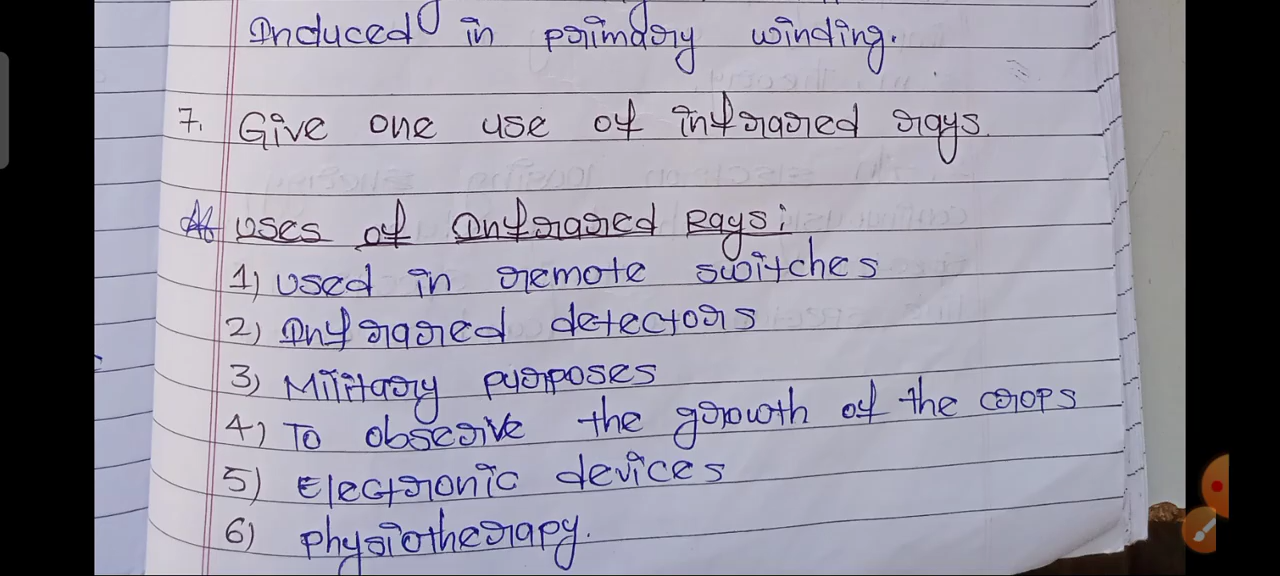 Induced in primary winding.
7. Give one use of infrared rays.
A) Uses of Infrared Rays:
1) Used in remote switches
2) Infrared detectors
3) Military purposes
4) To observe the growth of the crops
5) Electronic devices
6) Physiotherapy.